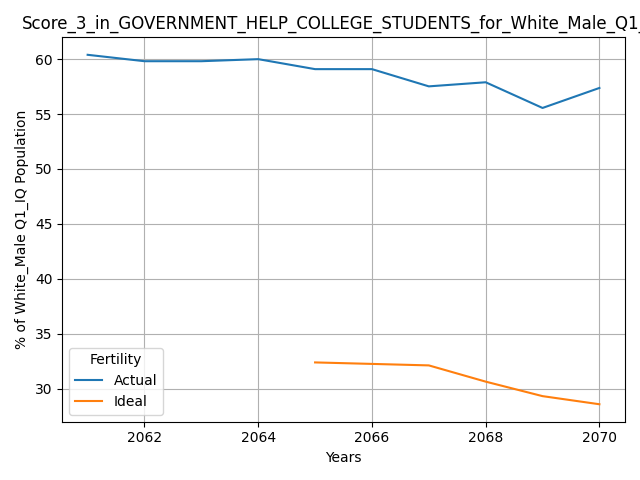 Score_3_in_GOVERNMENT_HELP_COLLEGE_STUDENTS_for_White_Male_Q1_
% of White_Male Q1_IQ Population
60
55
50
45
40
35
30
Fertility
Actual
Ideal
2062 2064 2066 2068 2070
Years